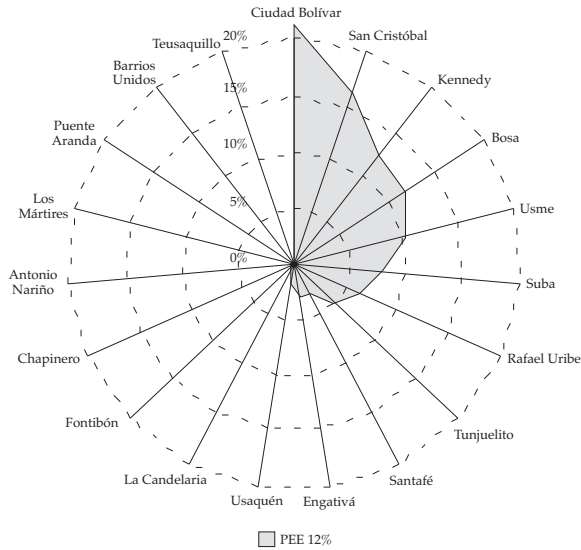 Ciudad Bolívar
San Cristóbal
Kennedy
Bosa
Usme
Suba
Rafael Uribe
Tunjuelito
Santafé
Engativá
Usaquén
La Candelaria
Fontibón
Chapinero
Antonio
Nariño
Los
Mártires
Puente
Aranda
Barrios
Unidos
Teusaquillo
20%
15%
10%
5%
0%
PEE 12%